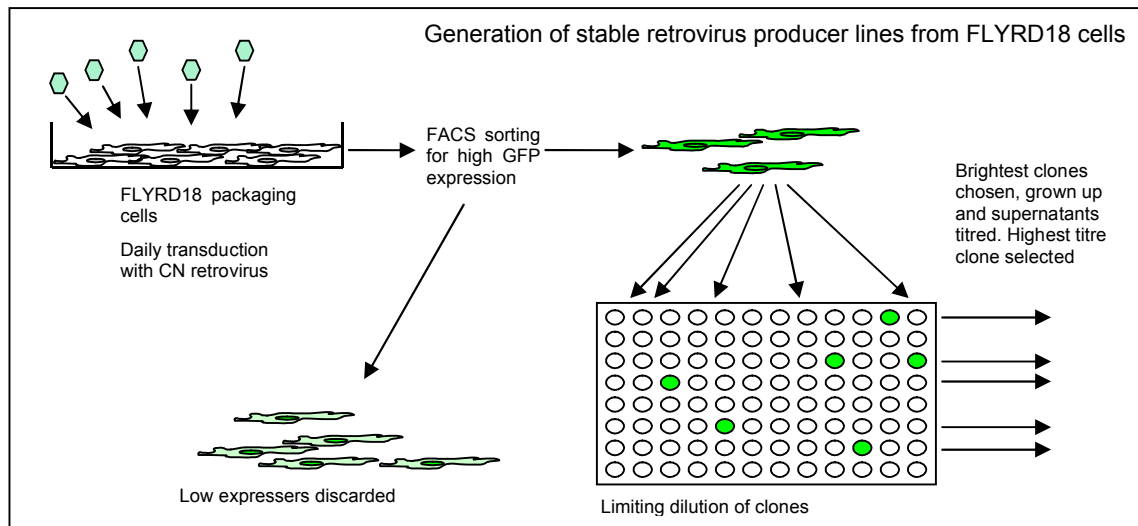 Generation of stable retrovirus producer lines from FLYRD18 cells
FACS sorting
for high GFP
expression
FLYRD18 packaging
cells
Daily transduction
with CN retrovirus
Brightest clones
chosen, grown up
and supernatants
titred. Highest titre
clone selected
Low expressers discarded
Limiting dilution of clones